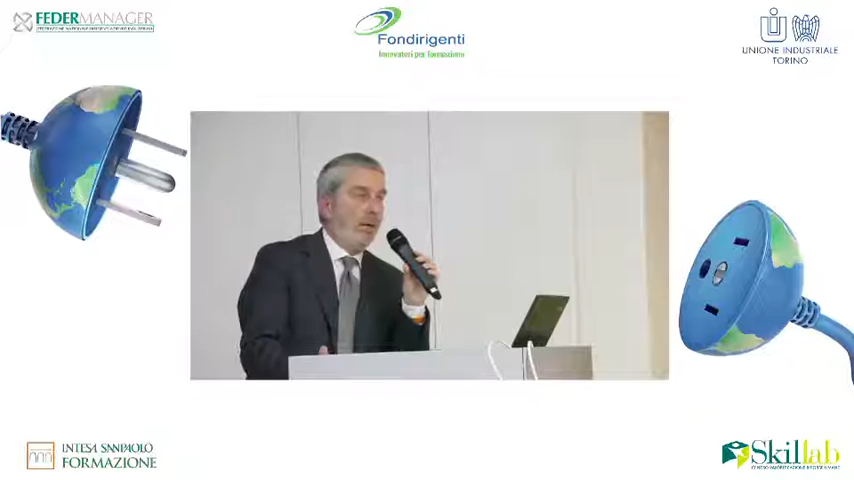 FEDERMANAGER
Fondirigenti
Innovatori per formazione
UNIONE INDUSTRIALE
TORINO
INTESA SANPAOLO
FORMAZIONE
Skillab